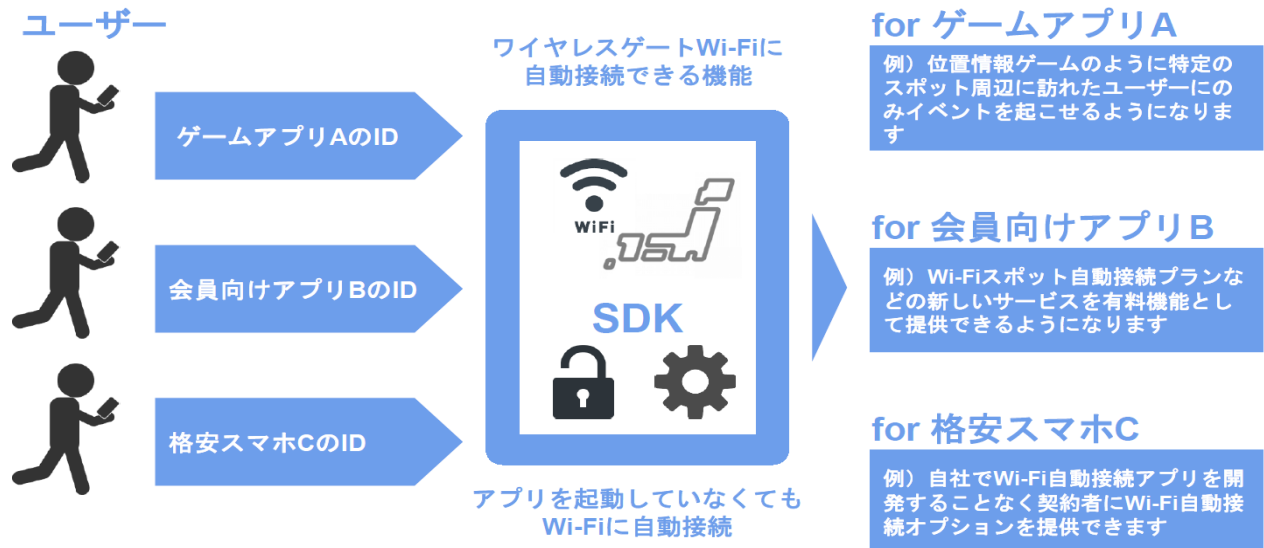 ユーザー
ゲームアプリAのID
会員向けアプリBのID
格安スマホCのID
ワイヤレスゲートWi-Fiに
自動接続できる機能
WiFi
SDK
アプリを起動していなくても
Wi-Fiに自動接続
for ゲームアプリA
例）位置情報ゲームのように特定の
スポット周辺に訪れたユーザーにの
みイベントを起こせるようになりま
す
for 会員向けアプリB
例）Wi-Fiスポット自動接続プランな
どの新しいサービスを有料機能とし
て提供できるようになります
for 格安スマホC
例）自社でWi-Fi自動接続アプリを開
発することなく契約者にWi-Fi自動接
続オプションを提供できます